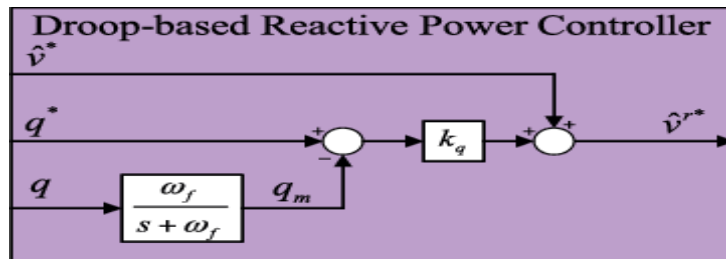 Droop-based Reactive Power Controller
v̂*
q*
+
−
k_q
+
+
v̂^{r*}
q
ω_f
s + ω_f
q_m